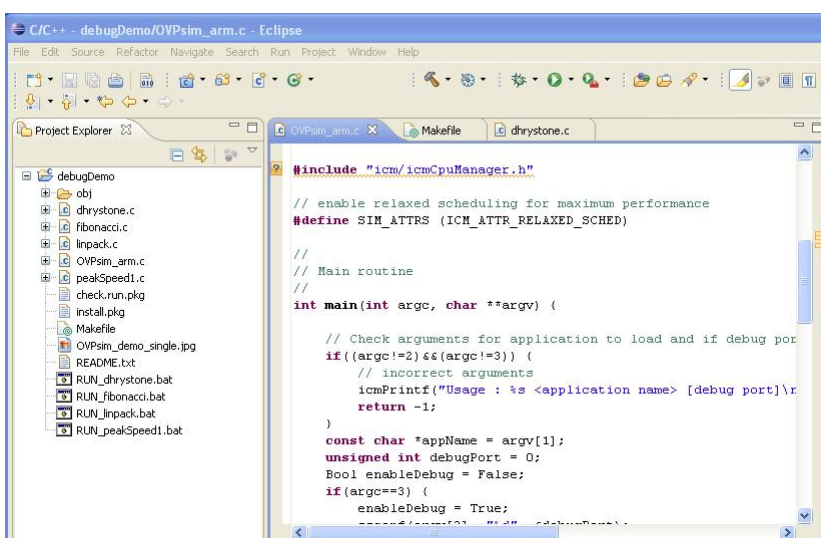 C/C++ - debugDemo/OVPsim_arm.c - Eclipse
File Edit Source Refactor Navigate Search Run Project Window Help
Project Explorer
OVPsim_arm.c Makefile dhrystone.c
debugDemo
obj
dhrystone.c
fibonacci.c
linpack.c
OVPsim_arm.c
peakSpeed1.c
check.run.pkg
install.pkg
Makefile
OVPsim_demo_single.jpg
README.txt
RUN_dhrystone.bat
RUN_fibonacci.bat
RUN_linpack.bat
RUN_peakSpeed1.bat
#include "icm/icmCpuManager.h"
// enable relaxed scheduling for maximum performance
#define SIM_ATTRS (ICM_ATTR_RELAXED_SCHED)
//
// Main routine
//
int main(int argc, char **argv) {
// Check arguments for application to load and if debug por
if((argc!=2)&&(argc!=3)) {
// incorrect arguments
icmPrintf("Usage : %s <application name> [debug port]\n
return -1;
}
const char *appName = argv[1];
unsigned int debugPort = 0;
Bool enableDebug = False;
if(argc==3) {
enableDebug = True;